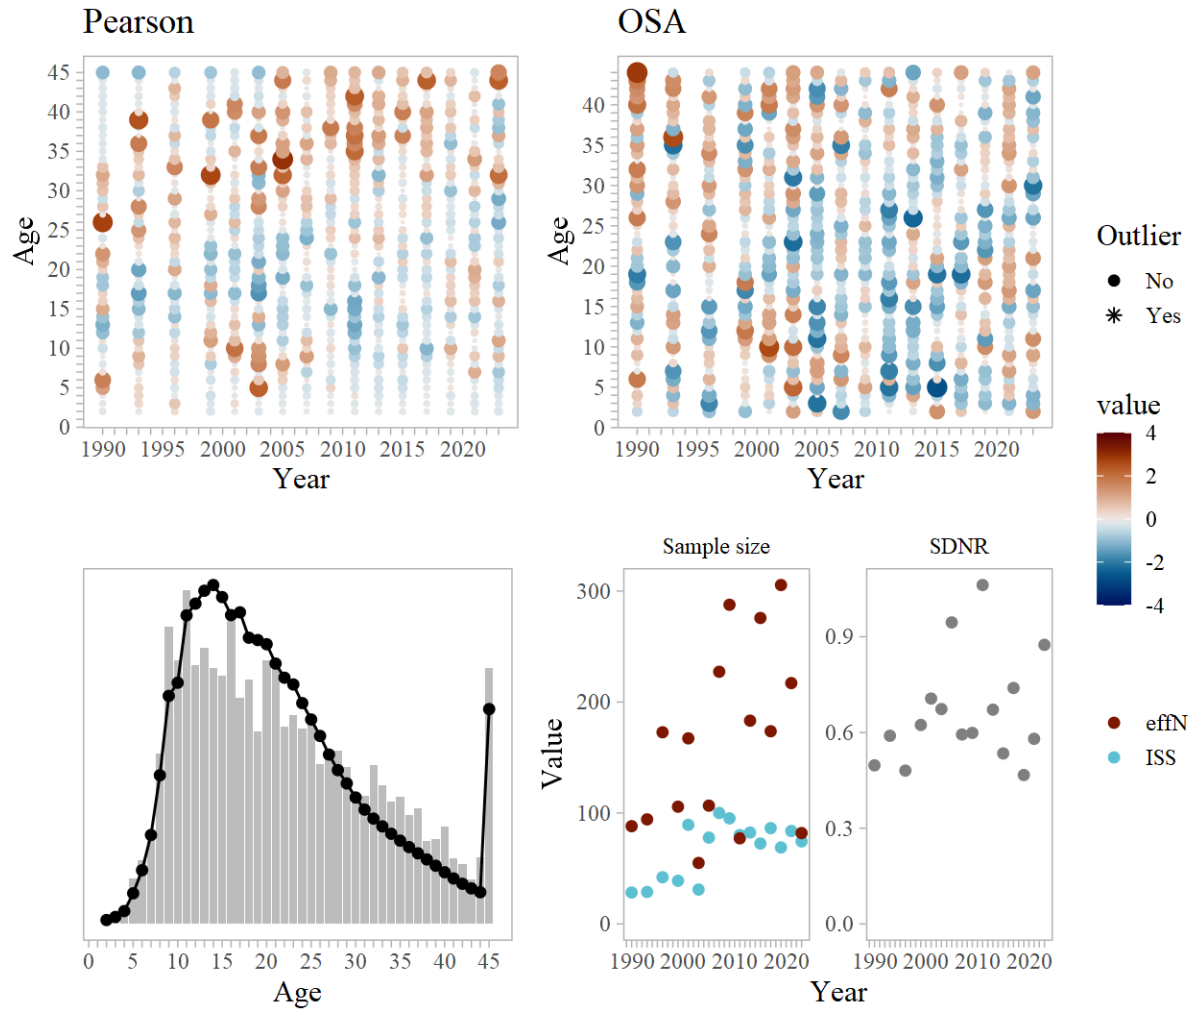 Pearson
OSA
45
40
35
30
25
20
15
10
5
0
Age
1990 1995 2000 2005 2010 2015 2020
Year
40
35
30
25
20
15
10
5
0
Age
1990 1995 2000 2005 2010 2015 2020
Year
Outlier
No
Yes
value
4
2
0
-2
-4
0 5 10 15 20 25 30 35 40 45
Age
Sample size
SDNR
300
200
100
0
Value
0.9
0.6
0.3
0.0
1990 2000 2010 2020
1990 2000 2010 2020
Year
effN
ISS